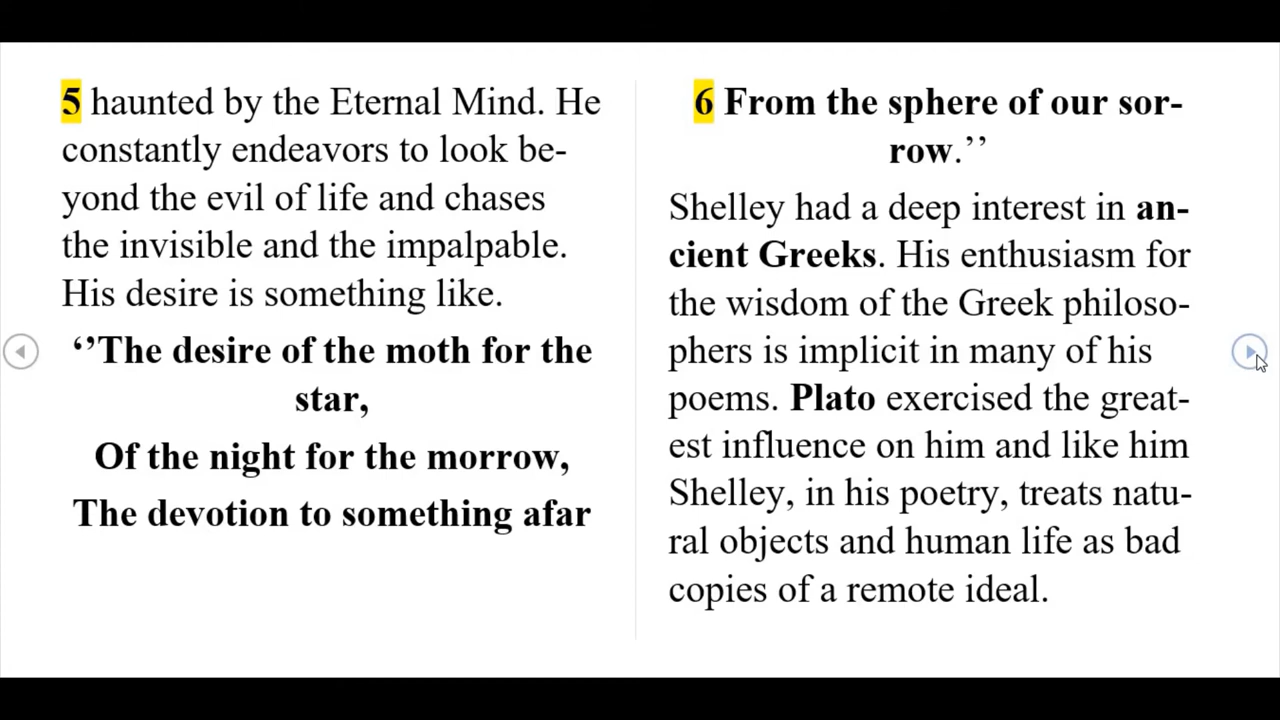 5 haunted by the Eternal Mind. He
constantly endeavors to look be-
yond the evil of life and chases
the invisible and the impalpable.
His desire is something like.
‘’The desire of the moth for the
star,
Of the night for the morrow,
The devotion to something afar
6 From the sphere of our sor-
row.’’
Shelley had a deep interest in an-
cient Greeks. His enthusiasm for
the wisdom of the Greek philoso-
phers is implicit in many of his
poems. Plato exercised the great-
est influence on him and like him
Shelley, in his poetry, treats natu-
ral objects and human life as bad
copies of a remote ideal.